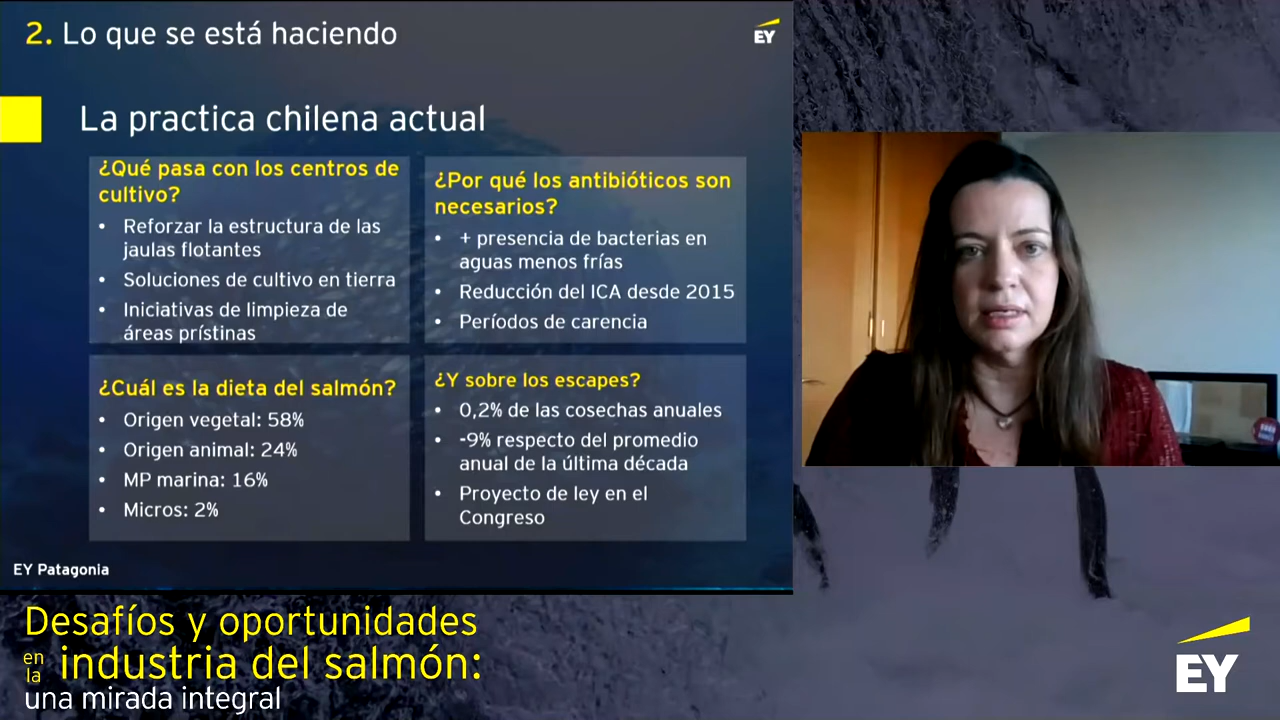 2. Lo que se está haciendo
EY
La practica chilena actual
¿Qué pasa con los centros de
cultivo?
• Reforzar la estructura de las
jaulas flotantes
• Soluciones de cultivo en tierra
• Iniciativas de limpieza de
áreas prístinas
¿Por qué los antibióticos son
necesarios?
• + presencia de bacterias en
aguas menos frías
• Reducción del ICA desde 2015
• Períodos de carencia
¿Cuál es la dieta del salmón?
• Origen vegetal: 58%
• Origen animal: 24%
• MP marina: 16%
• Micros: 2%
¿Y sobre los escapes?
• 0,2% de las cosechas anuales
• -9% respecto del promedio
anual de la última década
• Proyecto de ley en el
Congreso
EY Patagonia
Desafíos y oportunidades
en la industria del salmón:
una mirada integral
EY